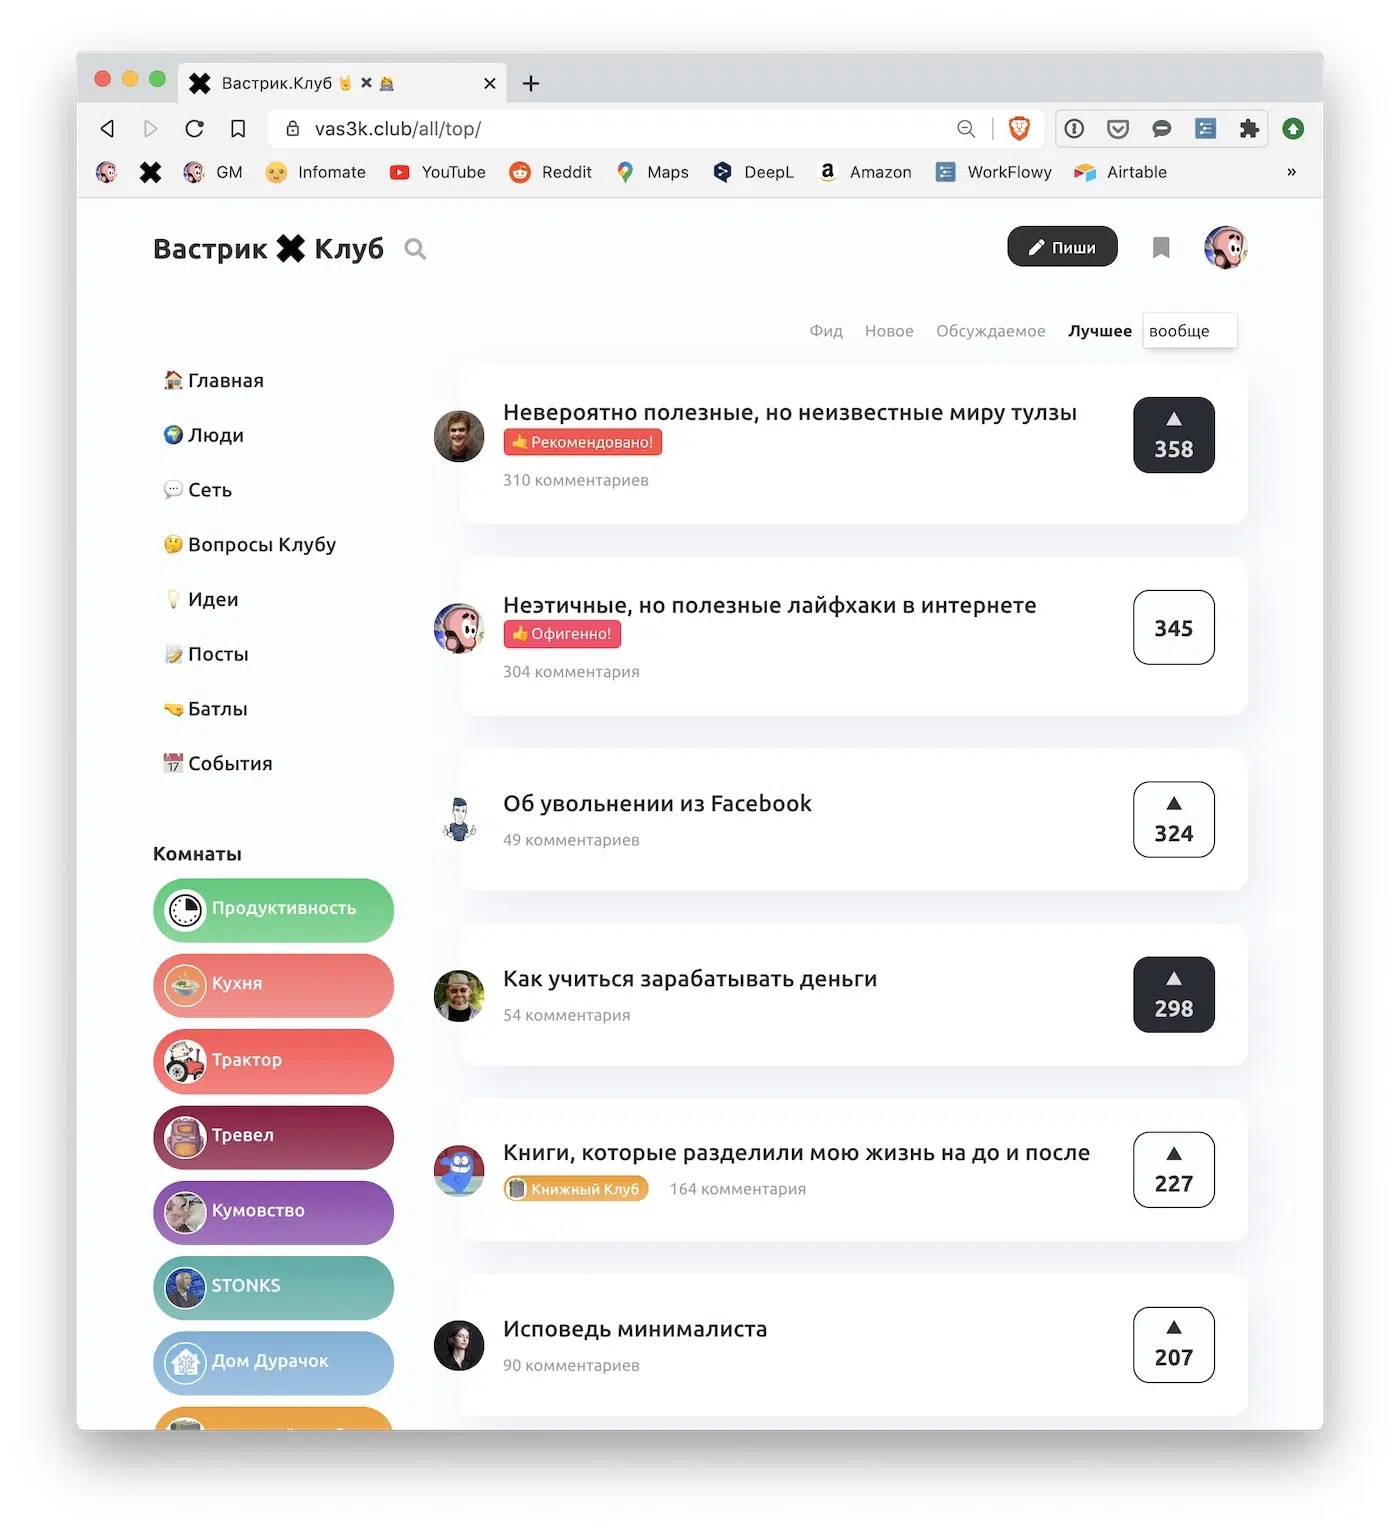 Вастрик.Клуб
vas3k.club/all/top/
GM Infomate YouTube Reddit Maps DeepL Amazon WorkFlowy Airtable »
Вастрик ✖ Клуб
Пиши
Фид Новое Обсуждаемое Лучшее вообще
Главная
Люди
Сеть
Вопросы Клубу
Идеи
Посты
Батлы
17 События
Комнаты
Продуктивность
Кухня
Трактор
Тревел
Кумовство
STONKS
Дом Дурачок
Невероятно полезные, но неизвестные миру тулзы
Рекомендовано!
310 комментариев
358
Неэтичные, но полезные лайфхаки в интернете
Офигенно!
304 комментария
345
Об увольнении из Facebook
49 комментариев
324
Как учиться зарабатывать деньги
54 комментария
298
Книги, которые разделили мою жизнь на до и после
Книжный Клуб 164 комментария
227
Исповедь минималиста
90 комментариев
207